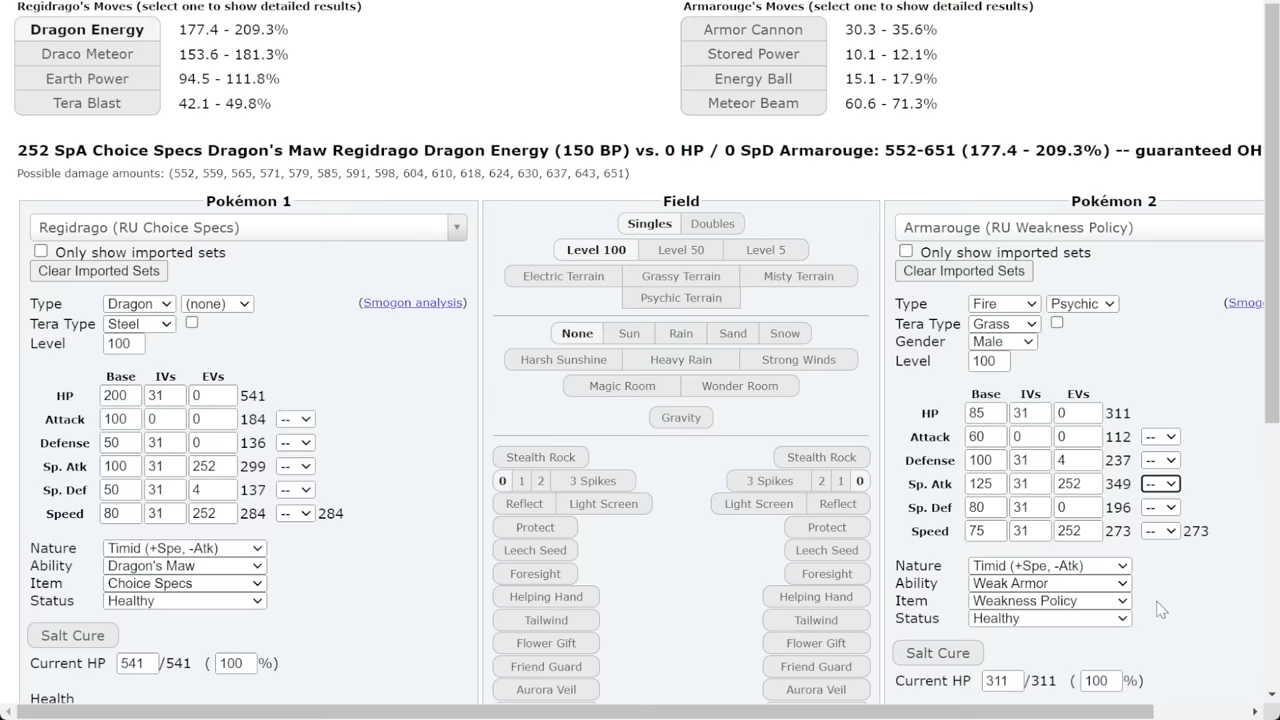 Regidrago's Moves (select one to show detailed results)
Dragon Energy 177.4 - 209.3%
Draco Meteor 153.6 - 181.3%
Earth Power 94.5 - 111.8%
Tera Blast 42.1 - 49.8%
Armarouge's Moves (select one to show detailed results)
Armor Cannon 30.3 - 35.6%
Stored Power 10.1 - 12.1%
Energy Ball 15.1 - 17.9%
Meteor Beam 60.6 - 71.3%
252 SpA Choice Specs Dragon's Maw Regidrago Dragon Energy (150 BP) vs. 0 HP / 0 SpD Armarouge: 552-651 (177.4 - 209.3%) -- guaranteed OH
Possible damage amounts: (552, 559, 565, 571, 579, 585, 591, 598, 604, 610, 618, 624, 630, 637, 643, 651)
Pokémon 1
Regidrago (RU Choice Specs)
Only show imported sets
Clear Imported Sets
Type Dragon (none) (Smogon analysis)
Tera Type Steel
Level 100
Base IVs EVs
HP 200 31 0 541
Attack 100 0 0 184 --
Defense 50 31 0 136 --
Sp. Atk 100 31 252 299 --
Sp. Def 50 31 4 137 --
Speed 80 31 252 284 -- 284
Nature Timid (+Spe, -Atk)
Ability Dragon's Maw
Item Choice Specs
Status Healthy
Salt Cure
Current HP 541/541 (100 %)
Health
Field
Singles Doubles
Level 100 Level 50 Level 5
Electric Terrain Grassy Terrain Misty Terrain
Psychic Terrain
None Sun Rain Sand Snow
Harsh Sunshine Heavy Rain Strong Winds
Magic Room Wonder Room
Gravity
Stealth Rock Stealth Rock
0 1 2 3 Spikes 3 Spikes 2 1 0
Reflect Light Screen Light Screen Reflect
Protect Protect
Leech Seed Leech Seed
Foresight Foresight
Helping Hand Helping Hand
Tailwind Tailwind
Flower Gift Flower Gift
Friend Guard Friend Guard
Aurora Veil Aurora Veil
Pokémon 2
Armarouge (RU Weakness Policy)
Only show imported sets
Clear Imported Sets
Type Fire Psychic (Smog
Tera Type Grass
Gender Male
Level 100
Base IVs EVs
HP 85 31 0 311
Attack 60 0 0 112 --
Defense 100 31 4 237 --
Sp. Atk 125 31 252 349 --
Sp. Def 80 31 0 196 --
Speed 75 31 252 273 -- 273
Nature Timid (+Spe, -Atk)
Ability Weak Armor
Item Weakness Policy
Status Healthy
Salt Cure
Current HP 311/311 (100 %)